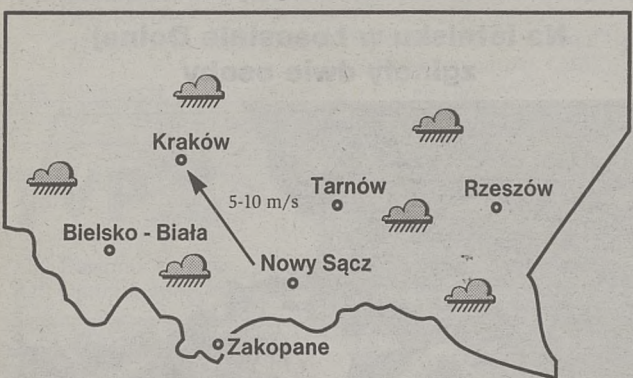 Kraków
5-10 m/s
Tarnów
Rzeszów
Bielsko - Biała
Nowy Sącz
Zakopane